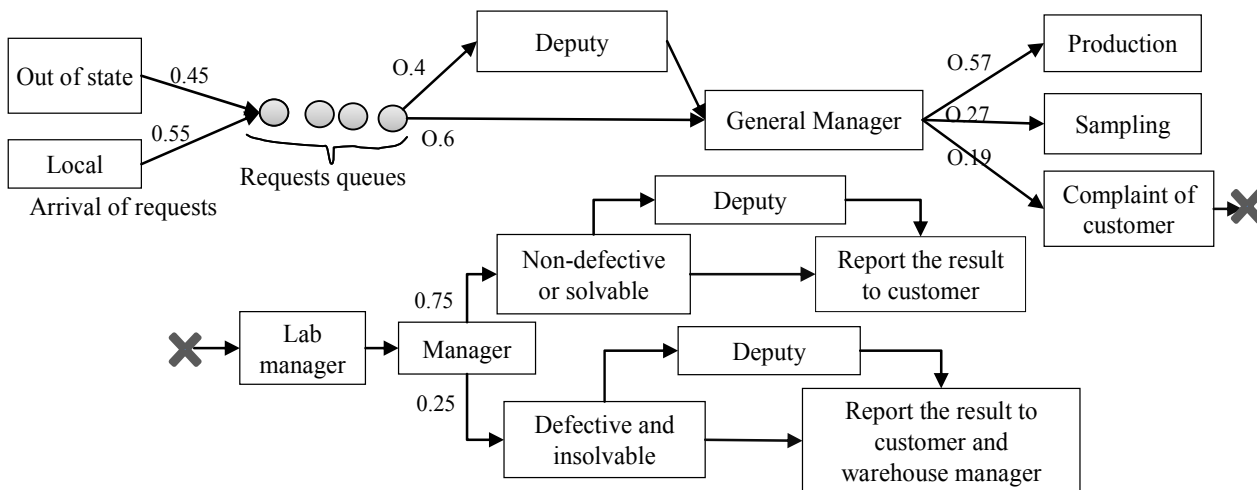 Out of state
0.45
Local
0.55
Arrival of requests
Requests queues
O.4
O.6
Deputy
General Manager
O.57
O.27
O.19
Production
Sampling
Complaint of
customer
Lab
manager
Manager
0.75
0.25
Non-defective
or solvable
Deputy
Report the result
to customer
Defective and
insolvable
Deputy
Report the result to
customer and
warehouse manager